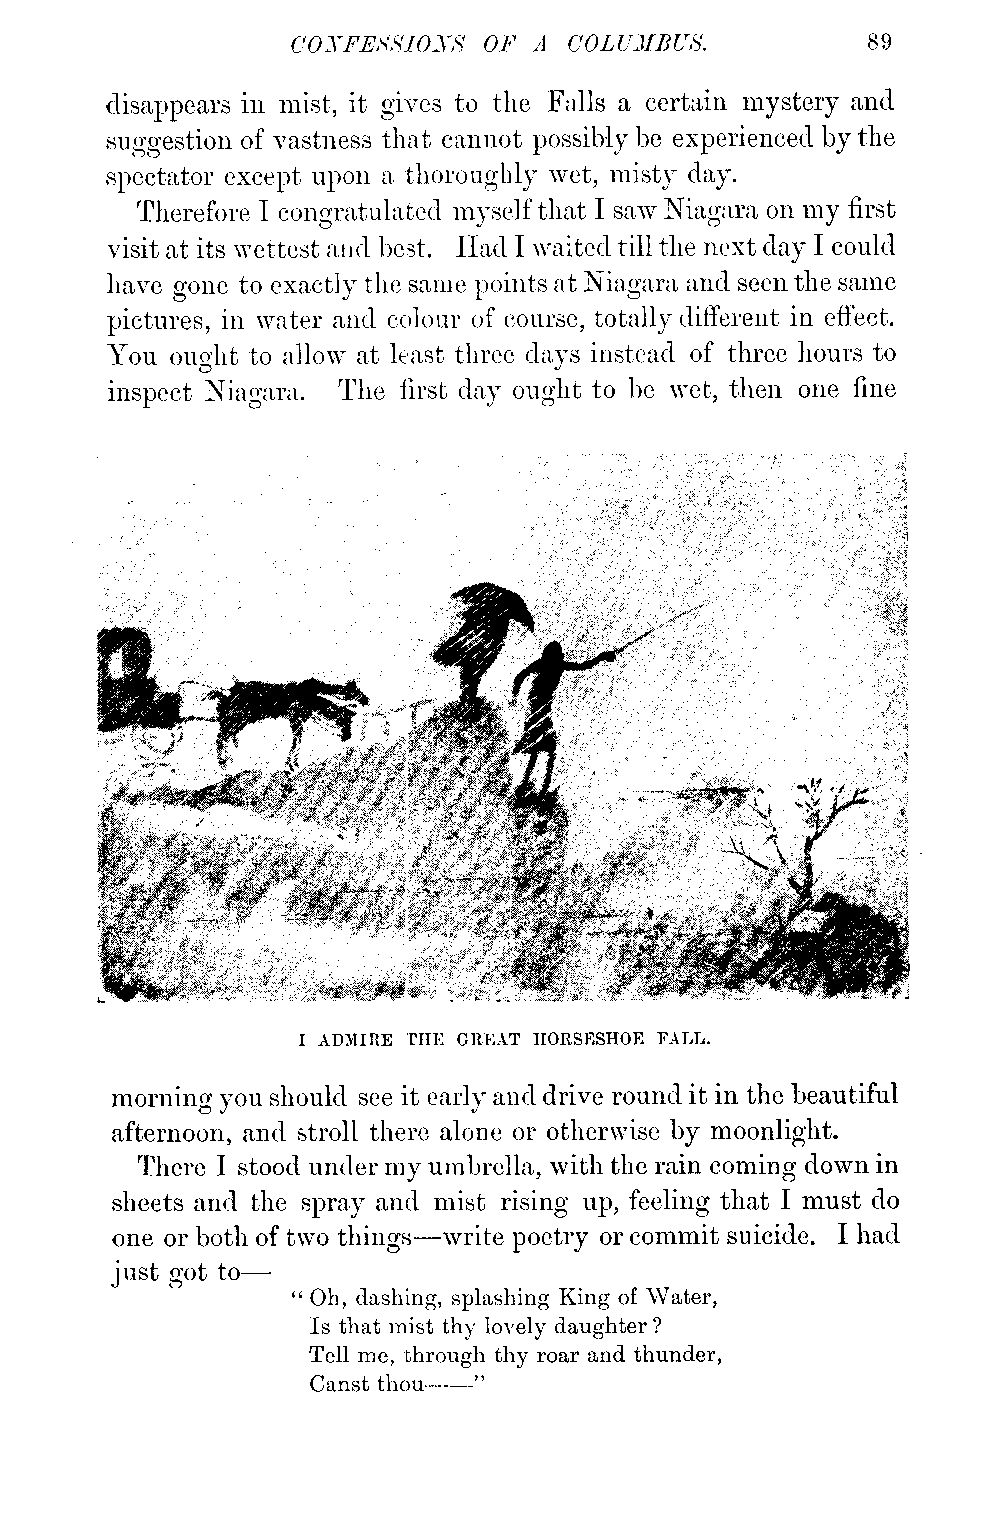 CONFESSIONS OF A COLUMBUS. 89
disappears in mist, it gives to the Falls a certain mystery and
suggestion of vastness that cannot possibly be experienced by the
spectator except upon a thoroughly wet, misty day.
Therefore I congratulated myself that I saw Niagara on my first
visit at its wettest and best. Had I waited till the next day I could
have gone to exactly the same points at Niagara and seen the same
pictures, in water and colour of course, totally different in effect.
You ought to allow at least three days instead of three hours to
inspect Niagara. The first day ought to be wet, then one fine
I ADMIRE THE GREAT HORSESHOE FALL.
morning you should see it early and drive round it in the beautiful
afternoon, and stroll there alone or otherwise by moonlight.
There I stood under my umbrella, with the rain coming down in
sheets and the spray and mist rising up, feeling that I must do
one or both of two things—write poetry or commit suicide. I had
just got to—
“Oh, dashing, splashing King of Water,
Is that mist thy lovely daughter?
Tell me, through thy roar and thunder,
Canst thou——”